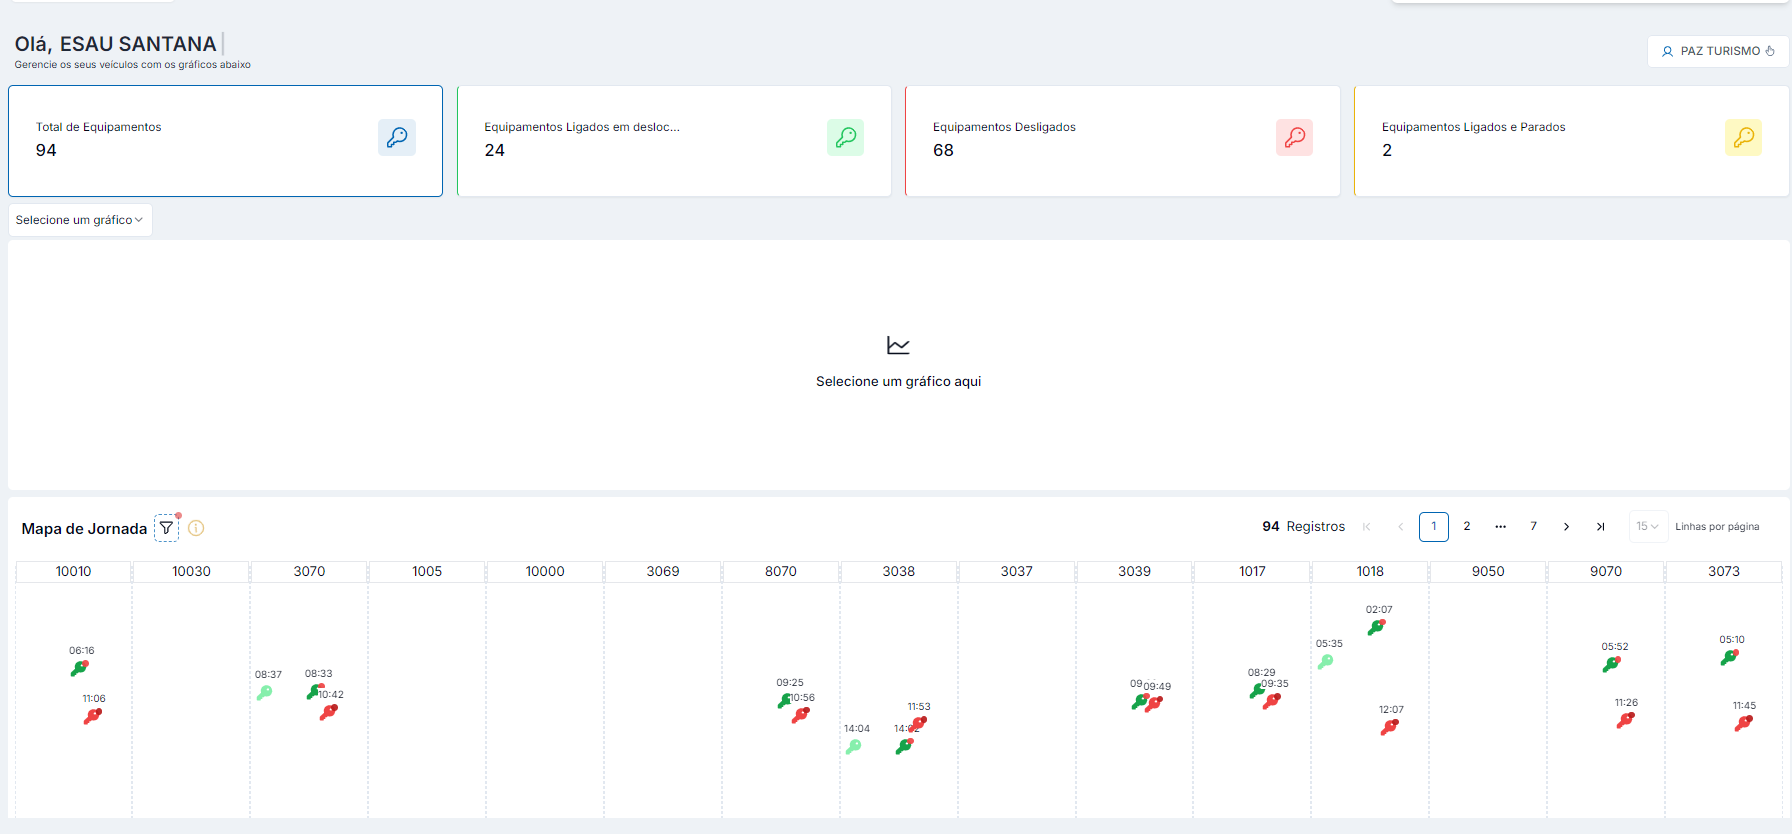 Olá, ESAU SANTANA
Gerencie os seus veículos com os gráficos abaixo
PAZ TURISMO
Total de Equipamentos
94
Equipamentos Ligados em desloc...
24
Equipamentos Desligados
68
Equipamentos Ligados e Parados
2
Selecione um gráfico
Selecione um gráfico aqui
Mapa de Jornada
94 Registros
1 2 ••• 7
15
Linhas por página
10010 10030 3070 1005 10000 3069 8070 3038 3037 3039 1017 1018 9050 9070 3073
02:07
05:35
05:10
05:52
06:16
08:37 08:33
08:29
09:35
09:25
09:49
10:42
10:56
11:06
11:53
11:26
11:45
12:07
14:04